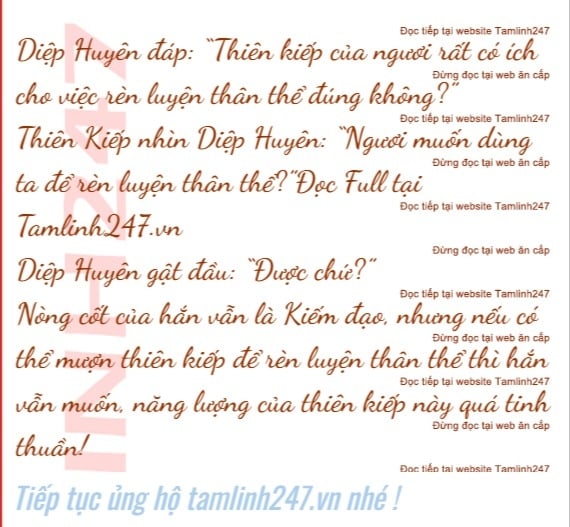 Đọc tiếp tại website Tamlinh247
Diệp Huyên đáp: “Thiên kiếp của ngươi rất có ích
Đừng đọc tại web ăn cắp
cho việc rèn luyện thân thể đúng không?”
Đọc tiếp tại website Tamlinh247
Thiên Kiếp nhìn Diệp Huyên: “Ngươi muốn dùng
Đừng đọc tại web ăn cắp
ta để rèn luyện thân thể?”Đọc Full tại
Đọc tiếp tại website Tamlinh247
Tamlinh247.vn
Đừng đọc tại web ăn cắp
Diệp Huyên gật đầu: “Được chứ?”
Đọc tiếp tại website Tamlinh247
Nòng cốt của hắn vẫn là Kiếm đạo, nhưng nếu có
Đừng đọc tại web ăn cắp
thể mượn thiên kiếp để rèn luyện thân thể thì hắn
Đọc tiếp tại website Tamlinh247
vẫn muốn, năng lượng của thiên kiếp này quá tinh
Đừng đọc tại web ăn cắp
thuần!
Đọc tiếp tại website Tamlinh247
INH247
Tiếp tục ủng hộ tamlinh247.vn nhé !